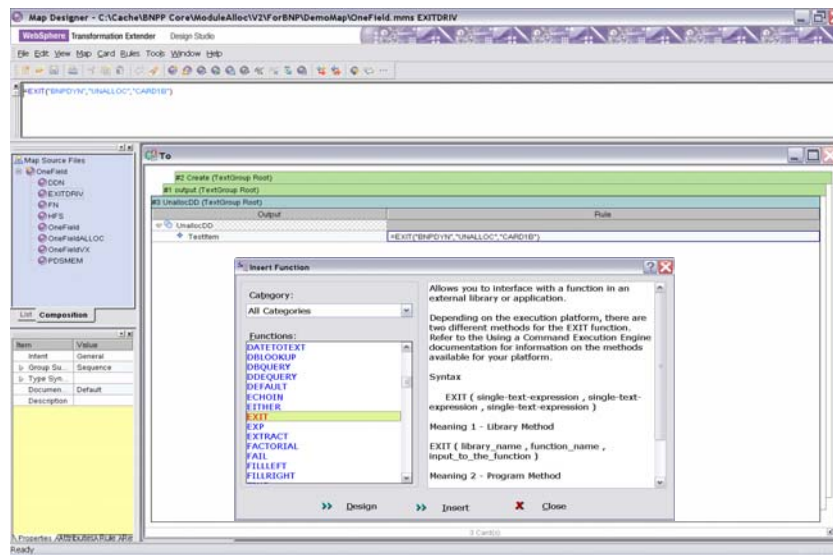 Map Designer - C:\Cache\BNPP Core\ModuleAlloc\V2\ForBNP\DemoMap\OneField.mms EXITDRIV
WebSphere Transformation Extender Design Studio
File Edit View Map Card Rules Tools Window Help
=EXIT("BNPDYN","UNALLOC","CARD1B")
Map Source Files
OneField
DDN
EXITDRIV
FN
HFS
OneField
OneFieldALLOC
OneFieldVX
PDSMEM
List Composition
Item Value
Intent General
Group Su... Sequence
Type Syn...
Documen... Default
Description
Properties
Ready
To
#2 Create (TextGroup Root)
#1 output (TextGroup Root)
#3 UnallocDD (TextGroup Root)
Output Rule
UnallocDD
TestItem =EXIT("BNPDYN","UNALLOC","CARD1B")
Insert Function
Category:
All Categories
Functions:
DATETOTEXT
DBLOOKUP
DBQUERY
DDEQUERY
DEFAULT
ECHOIN
EITHER
EXIT
EXP
EXTRACT
FACTORIAL
FAIL
FILLLEFT
FILLRIGHT
Allows you to interface with a function in an
external library or application.
Depending on the execution platform, there are
two different methods for the EXIT function.
Refer to the Using a Command Execution Engine
documentation for information on the methods
available for your platform.
Syntax
EXIT ( single-text-expression , single-text-
expression , single-text-expression )
Meaning 1 - Library Method
EXIT ( library_name , function_name ,
input_to_the_function )
Meaning 2 - Program Method
Design Insert Close
3 Card(s)